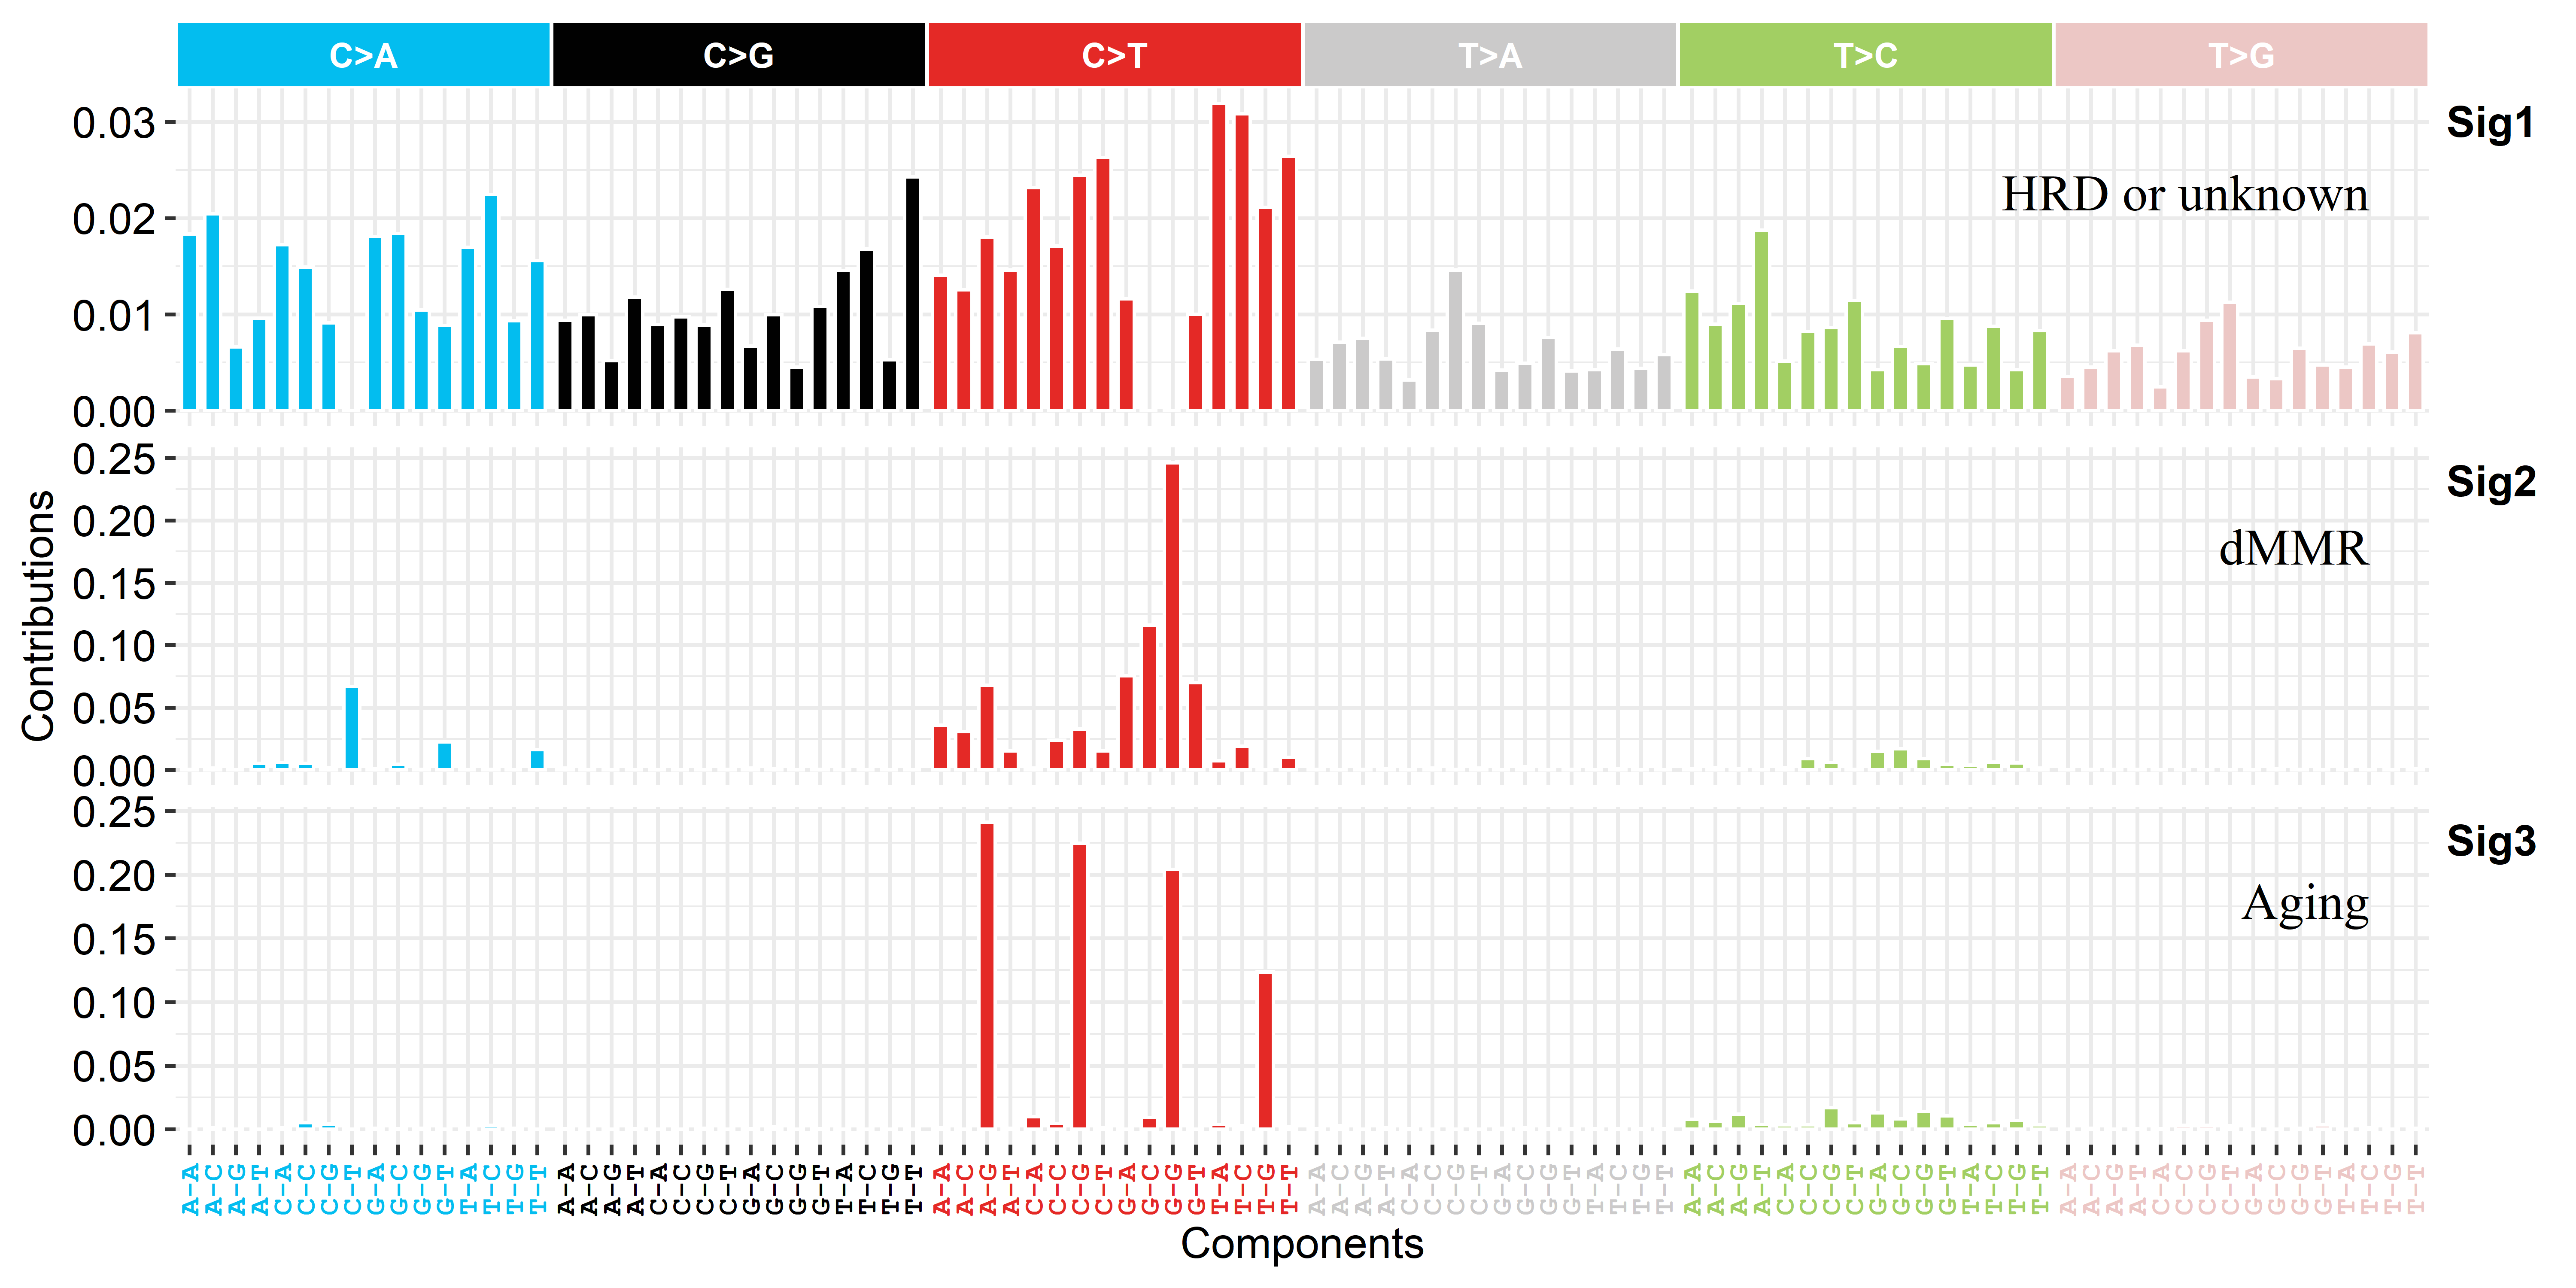 C>A C>G C>T T>A T>C T>G
Sig1
HRD or unknown
0.03
0.02
0.01
0.00
Sig2
dMMR
0.25
0.20
0.15
0.10
0.05
0.00
Sig3
Aging
0.25
0.20
0.15
0.10
0.05
0.00
Contributions
A-A A-C A-G A-T C-A C-C C-G C-T G-A G-C G-G G-T T-A T-C T-G T-T A-A A-C A-G A-T C-A C-C C-G C-T G-A G-C G-G G-T T-A T-C T-G T-T A-A A-C A-G A-T C-A C-C C-G C-T G-A G-C G-G G-T T-A T-C T-G T-T A-A A-C A-G A-T C-A C-C C-G C-T G-A G-C G-G G-T T-A T-C T-G T-T A-A A-C A-G A-T C-A C-C C-G C-T G-A G-C G-G G-T T-A T-C T-G T-T A-A A-C A-G A-T C-A C-C C-G C-T G-A G-C G-G G-T T-A T-C T-G T-T
Components